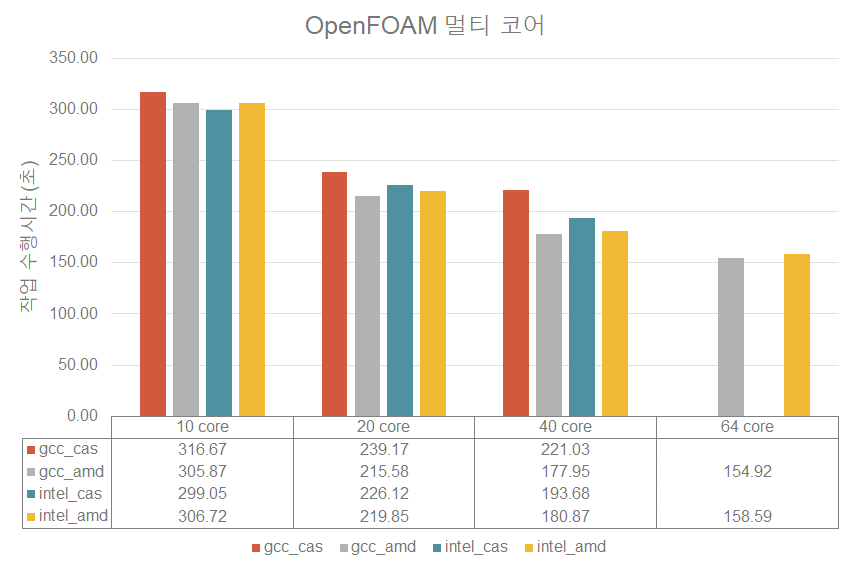 OpenFOAM 멀티 코어
작업 수행시간(초)
350.00
300.00
250.00
200.00
150.00
100.00
50.00
0.00
10 core 20 core 40 core 64 core
gcc_cas 316.67 239.17 221.03
gcc_amd 305.87 215.58 177.95 154.92
intel_cas 299.05 226.12 193.68
intel_amd 306.72 219.85 180.87 158.59
gcc_cas gcc_amd intel_cas intel_amd